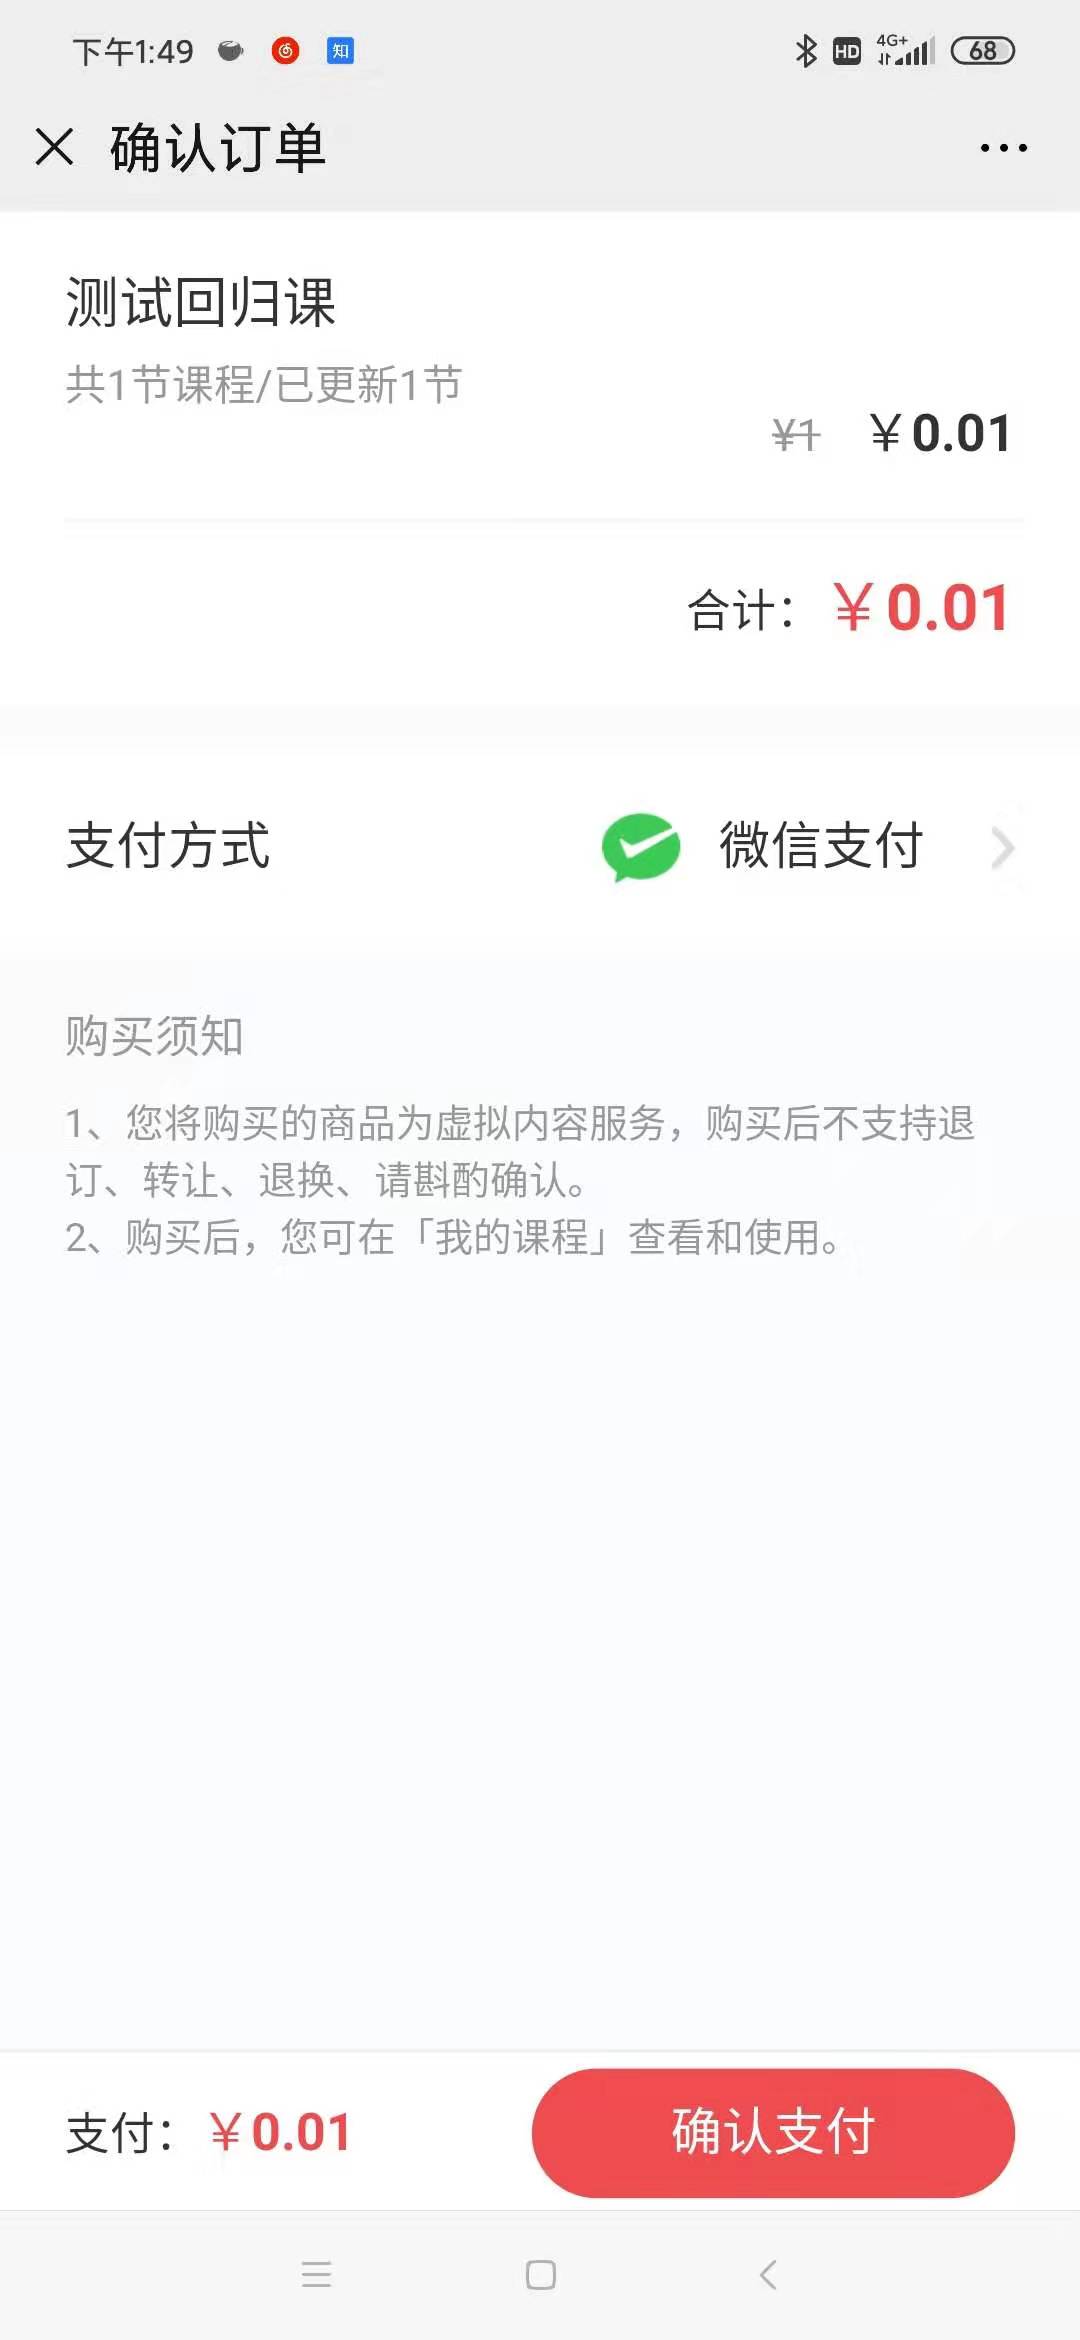 下午1:49 知 HD 4G+ 68
确认订单
测试回归课
共1节课程/已更新1节
¥1 ¥0.01
合计：¥0.01
支付方式 微信支付
购买须知
1、您将购买的商品为虚拟内容服务，购买后不支持退
订、转让、退换、请斟酌确认。
2、购买后，您可在「我的课程」查看和使用。
支付：¥0.01 确认支付